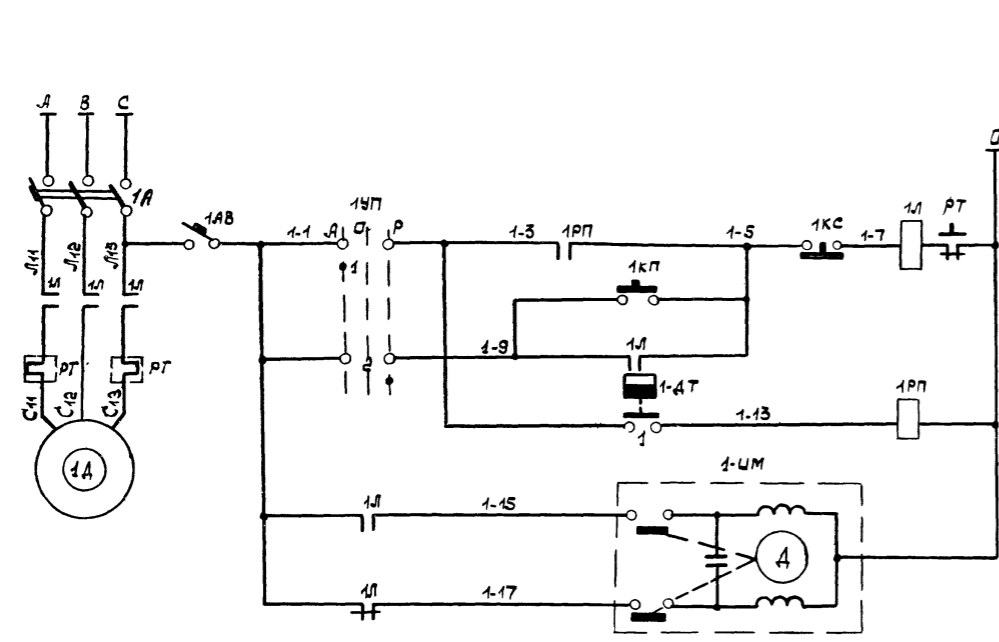 А В С
0
1А
1АВ
1УП
А 0 Р
1-1
1
1-3
1РП
1-5
1КС
1-7
1Л
РТ
Л11
Л12
Л13
1Л 1Л 1Л
1КП
2
1-9
1Л
1-ДТ
РТ РТ
С11
С12
С13
1Д
1
1-13
1РП
1-ИМ
1Л
1-15
Д
1Л
1-17